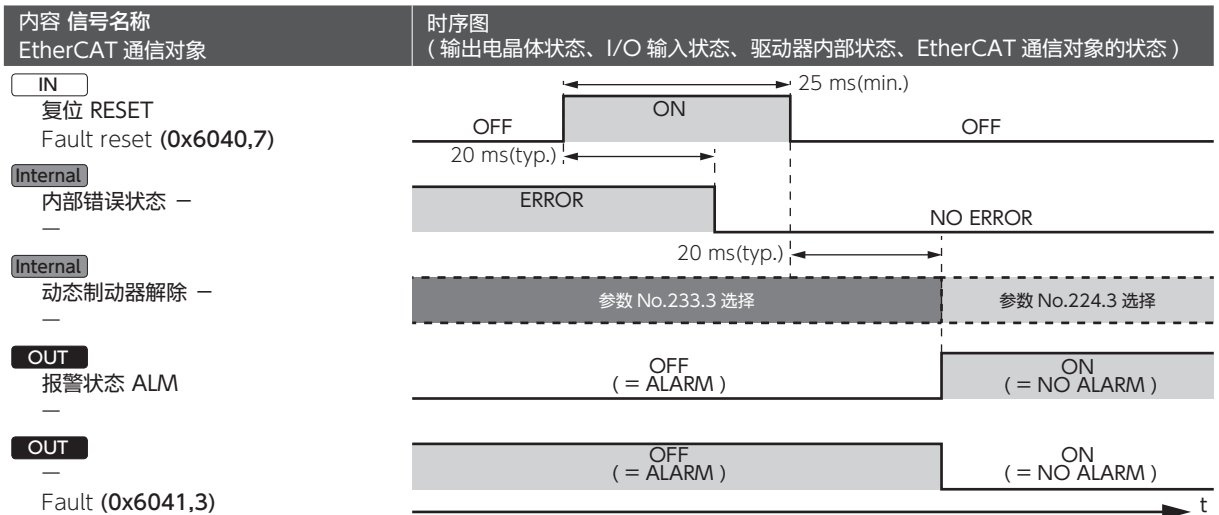 内容 信号名称
EtherCAT 通信对象
时序图
( 输出电晶体状态、I/O 输入状态、驱动器内部状态、EtherCAT 通信对象的状态 )
IN
复位 RESET
Fault reset (0x6040,7)
OFF
ON
25 ms(min.)
OFF
20 ms(typ.)
Internal
内部错误状态 －
－
ERROR
NO ERROR
20 ms(typ.)
Internal
动态制动器解除 －
－
参数 No.233.3 选择
参数 No.224.3 选择
OUT
报警状态 ALM
－
OFF
( = ALARM )
ON
( = NO ALARM )
OUT
－
Fault (0x6041,3)
OFF
( = ALARM )
ON
( = NO ALARM )
t